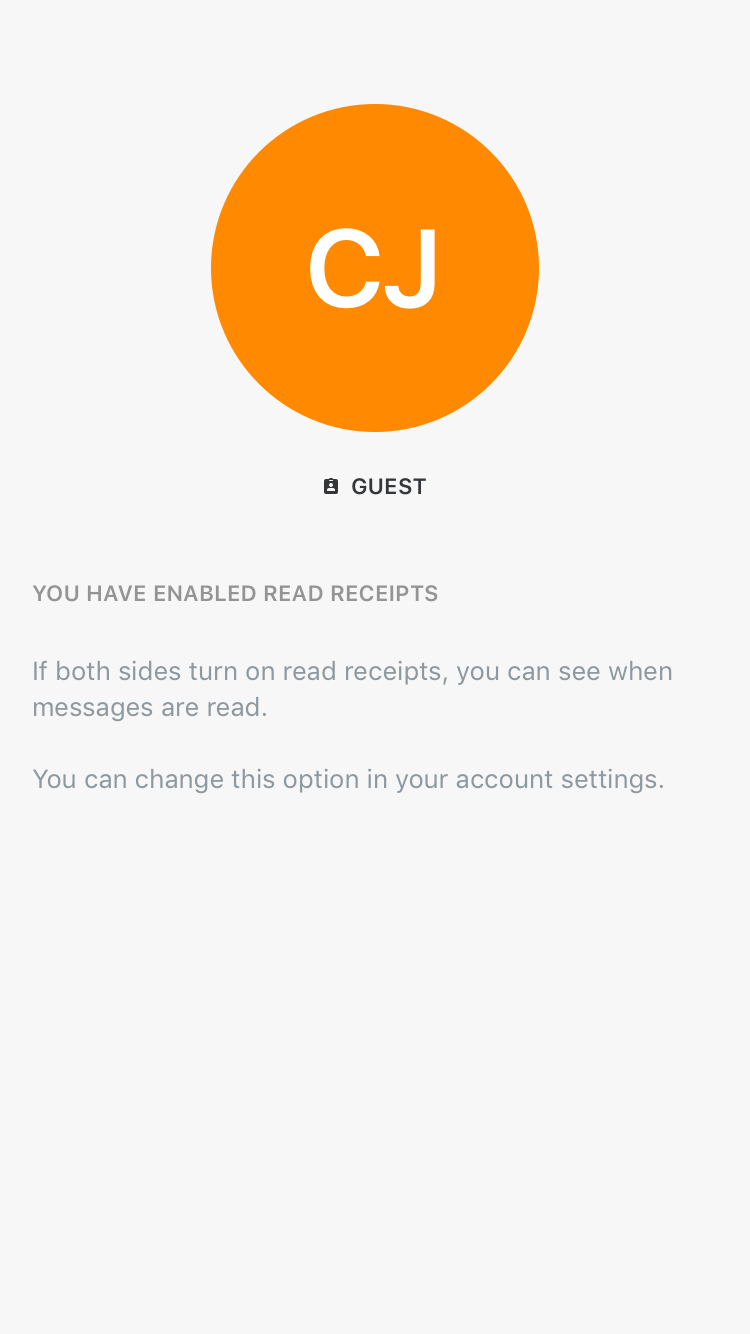 CJ
GUEST
YOU HAVE ENABLED READ RECEIPTS
If both sides turn on read receipts, you can see when
messages are read.
You can change this option in your account settings.